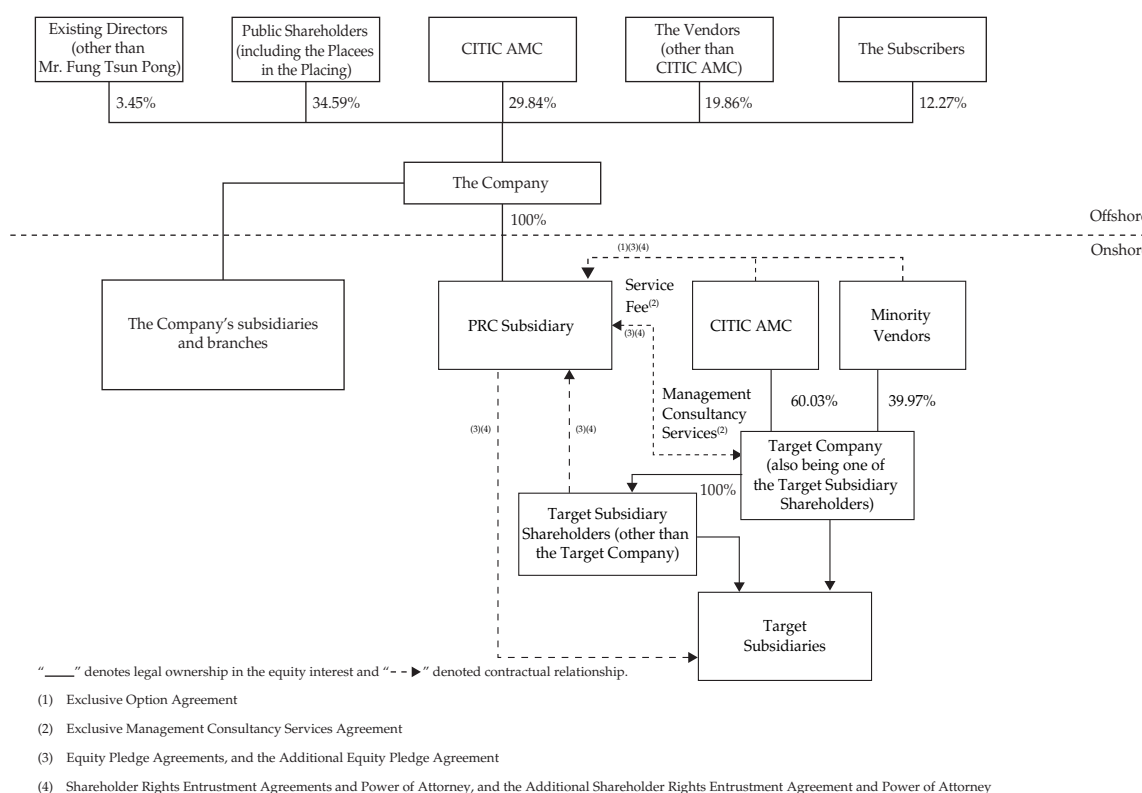 Existing Directors
(other than
Mr. Fung Tsun Pong)
Public Shareholders
(including the Placees
in the Placing)
CITIC AMC
The Vendors
(other than
CITIC AMC)
The Subscribers
3.45%
34.59%
29.84%
19.86%
12.27%
The Company
100%
Offshore
Onshor
(1)(3)(4)
The Company's subsidiaries
and branches
PRC Subsidiary
Service
Fee(2)
(3)(4)
CITIC AMC
Minority
Vendors
Management
Consultancy
Services(2)
60.03%
39.97%
(3)(4)
(3)(4)
Target Company
(also being one of
the Target Subsidiary
Shareholders)
100%
Target Subsidiary
Shareholders (other than
the Target Company)
Target
Subsidiaries
"____" denotes legal ownership in the equity interest and "--►" denoted contractual relationship.
(1) Exclusive Option Agreement
(2) Exclusive Management Consultancy Services Agreement
(3) Equity Pledge Agreements, and the Additional Equity Pledge Agreement
(4) Shareholder Rights Entrustment Agreements and Power of Attorney, and the Additional Shareholder Rights Entrustment Agreement and Power of Attorney